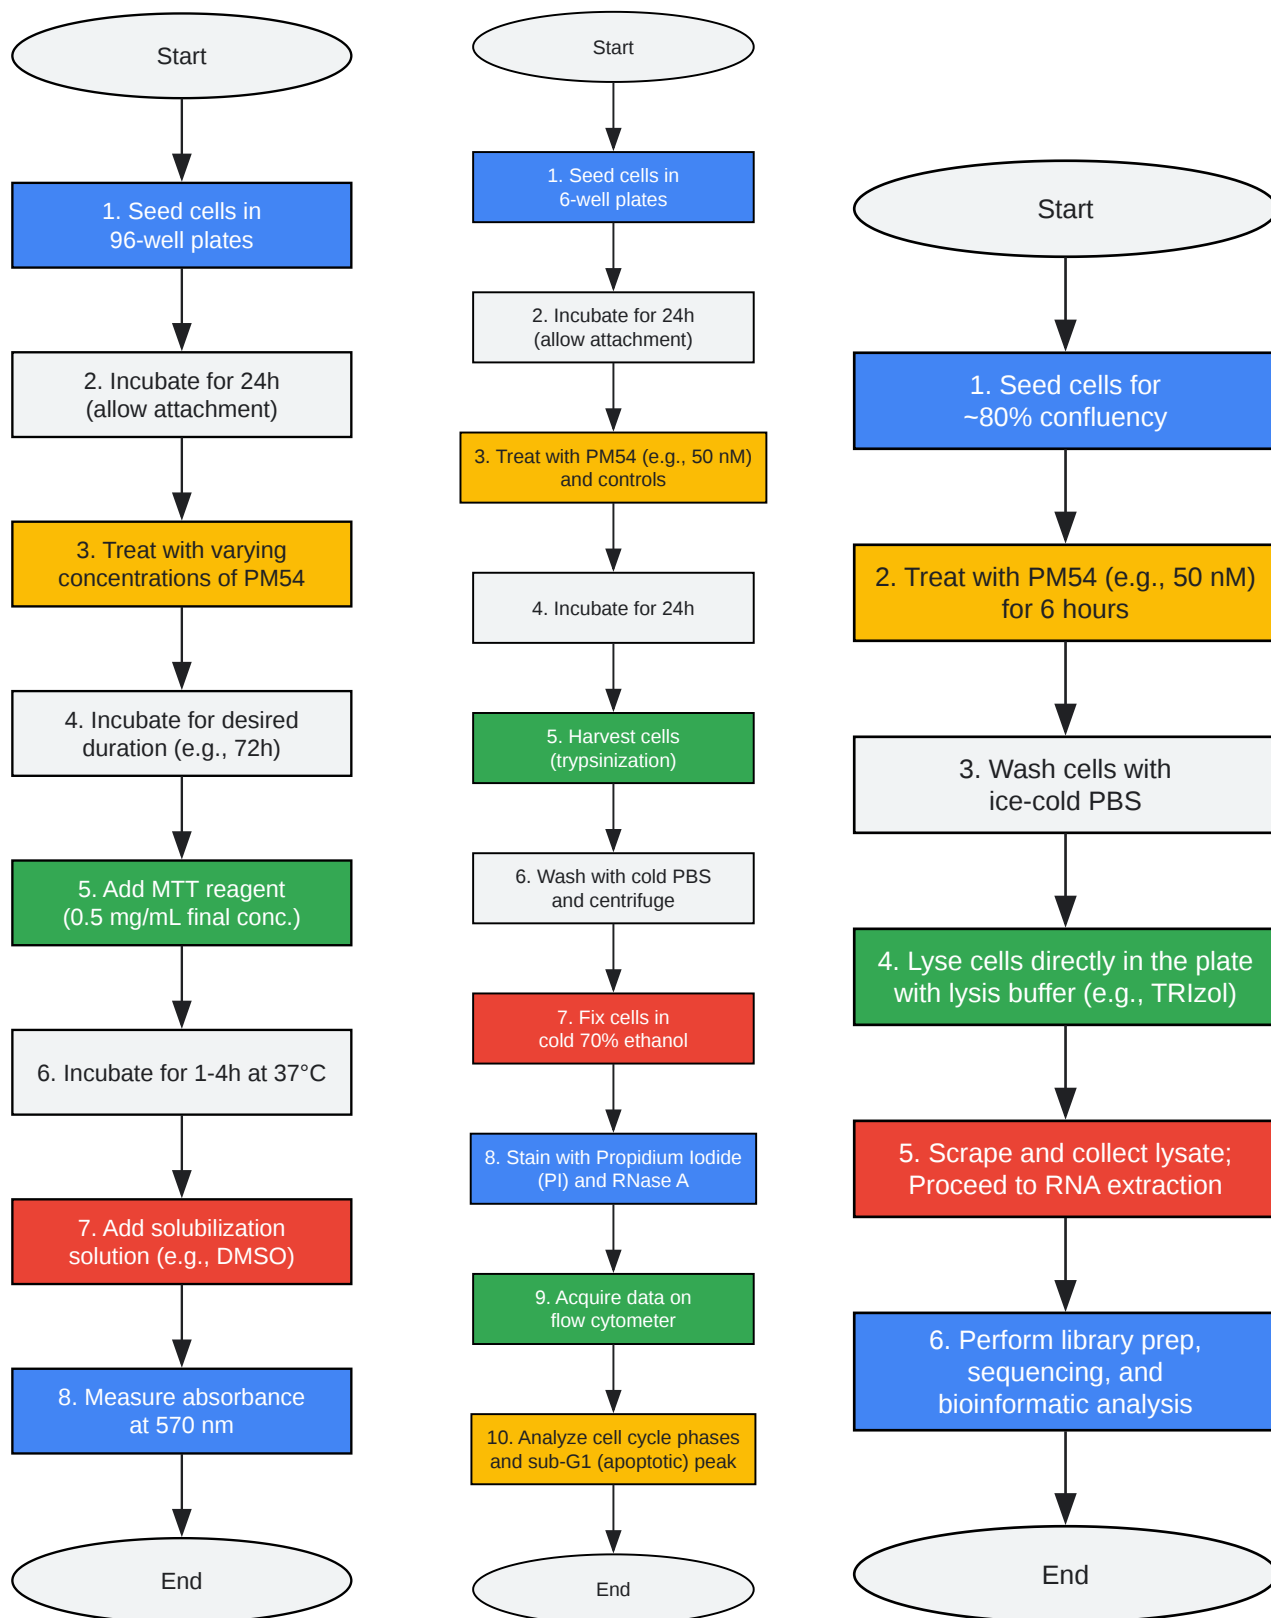 Start
1. Seed cells in
96-well plates
2. Incubate for 24h
(allow attachment)
3. Treat with varying
concentrations of PM54
4. Incubate for desired
duration (e.g., 72h)
5. Add MTT reagent
(0.5 mg/mL final conc.)
6. Incubate for 1-4h at 37°C
7. Add solubilization
solution (e.g., DMSO)
8. Measure absorbance
at 570 nm
End
Start
1. Seed cells in
6-well plates
2. Incubate for 24h
(allow attachment)
3. Treat with PM54 (e.g., 50 nM)
and controls
4. Incubate for 24h
5. Harvest cells
(trypsinization)
6. Wash with cold PBS
and centrifuge
7. Fix cells in
cold 70% ethanol
8. Stain with Propidium Iodide
(PI) and RNase A
9. Acquire data on
flow cytometer
10. Analyze cell cycle phases
and sub-G1 (apoptotic) peak
End
Start
1. Seed cells for
~80% confluency
2. Treat with PM54 (e.g., 50 nM)
for 6 hours
3. Wash cells with
ice-cold PBS
4. Lyse cells directly in the plate
with lysis buffer (e.g., TRIzol)
5. Scrape and collect lysate;
Proceed to RNA extraction
6. Perform library prep,
sequencing, and
bioinformatic analysis
End